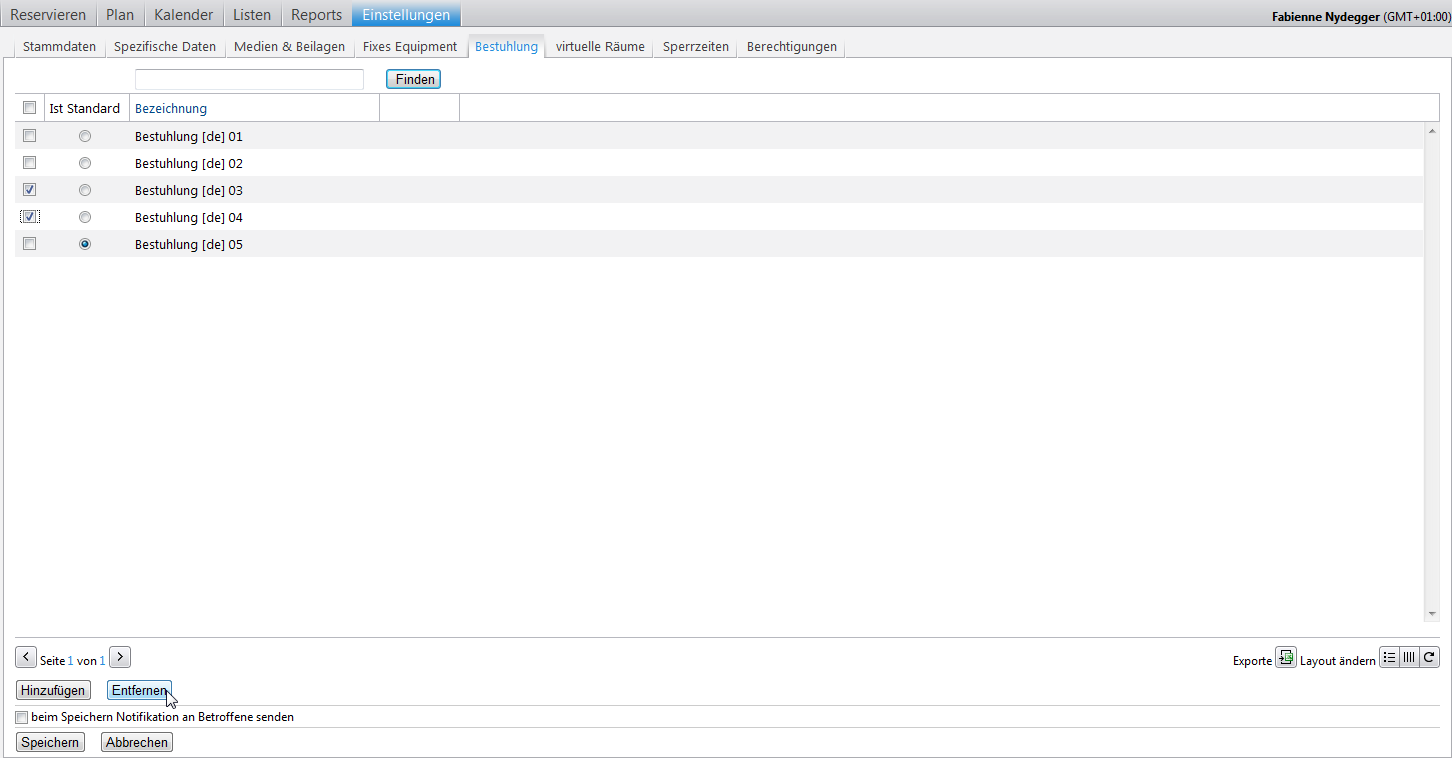 Reservieren Plan Kalender Listen Reports Einstellungen Fabienne Nydegger (GMT+01:00)
Stammdaten Spezifische Daten Medien & Beilagen Fixes Equipment Bestuhlung virtuelle Räume Sperrzeiten Berechtigungen
Finden
Ist Standard Bezeichnung
Bestuhlung [de] 01
Bestuhlung [de] 02
Bestuhlung [de] 03
Bestuhlung [de] 04
Bestuhlung [de] 05
Seite 1 von 1 Exporte Layout ändern
Hinzufügen Entfernen
beim Speichern Notifikation an Betroffene senden
Speichern Abbrechen